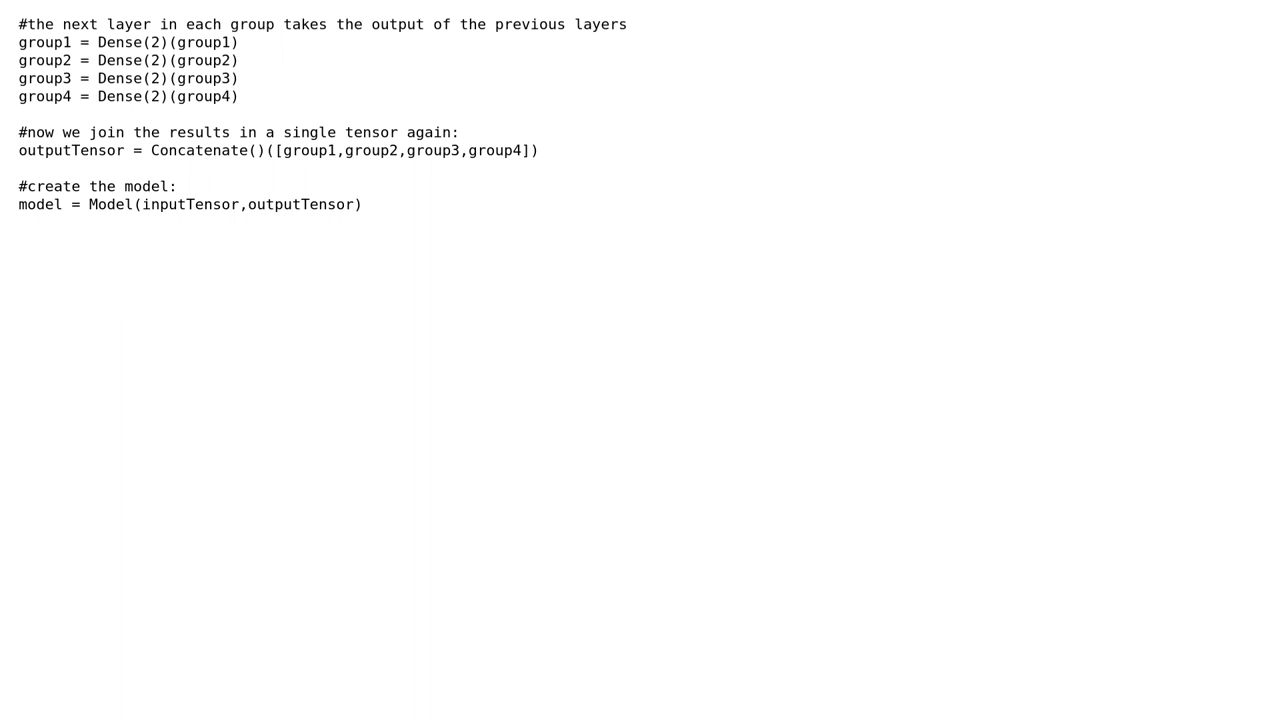 #the next layer in each group takes the output of the previous layers
group1 = Dense(2)(group1)
group2 = Dense(2)(group2)
group3 = Dense(2)(group3)
group4 = Dense(2)(group4)
#now we join the results in a single tensor again:
outputTensor = Concatenate()([group1,group2,group3,group4])
#create the model:
model = Model(inputTensor,outputTensor)